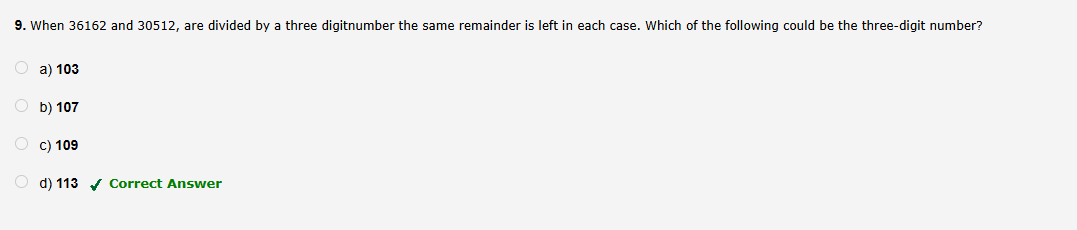 9. When 36162 and 30512, are divided by a three digitnumber the same remainder is left in each case. Which of the following could be the three-digit number?
a) 103
b) 107
c) 109
d) 113 ✓ Correct Answer